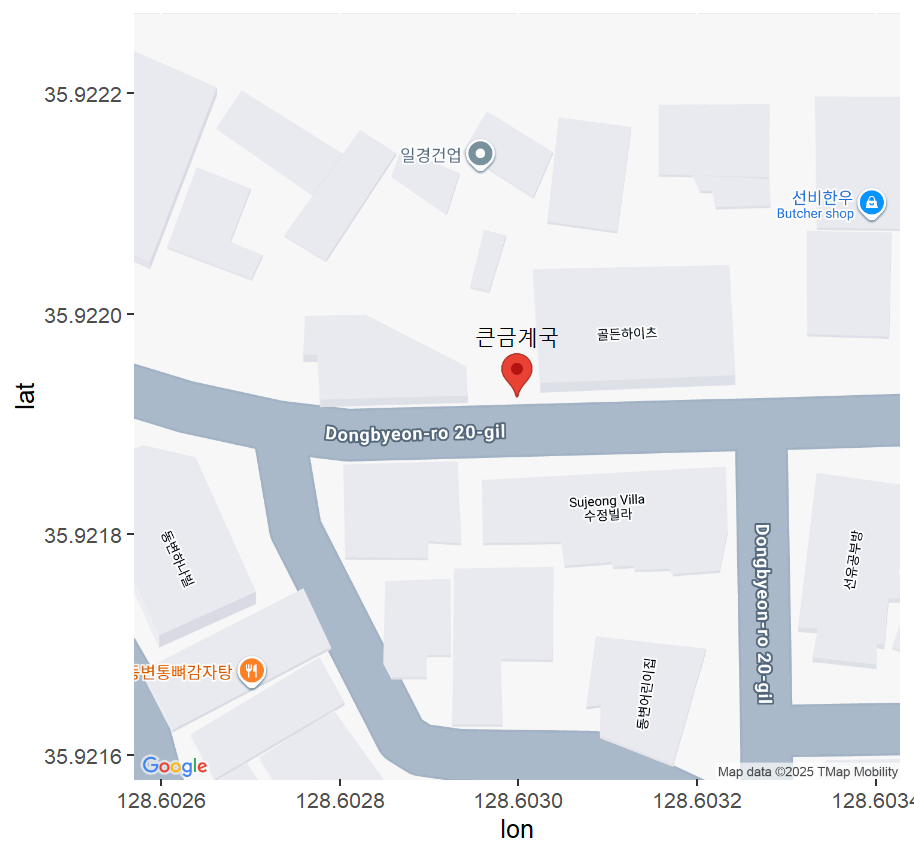 35.9222
일경건업
선비한우
Butcher shop
35.9220
큰금계국
골든하이츠
lat
Dongbyeon-ro 20-gil
Sujeong Villa
수정빌라
35.9218
동변하나빌
Dongbyeon-ro 20-gil
선유공부방
동변통뼈감자탕
동변어린이집
35.9216
Google
Map data ©2025 TMap Mobility
128.6026
128.6028
128.6030
128.6032
128.6034
lon